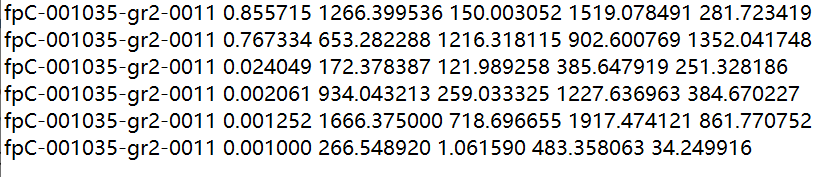 fpC-001035-gr2-0011 0.855715 1266.399536 150.003052 1519.078491 281.723419
fpC-001035-gr2-0011 0.767334 653.282288 1216.318115 902.600769 1352.041748
fpC-001035-gr2-0011 0.024049 172.378387 121.989258 385.647919 251.328186
fpC-001035-gr2-0011 0.002061 934.043213 259.033325 1227.636963 384.670227
fpC-001035-gr2-0011 0.001252 1666.375000 718.696655 1917.474121 861.770752
fpC-001035-gr2-0011 0.001000 266.548920 1.061590 483.358063 34.249916